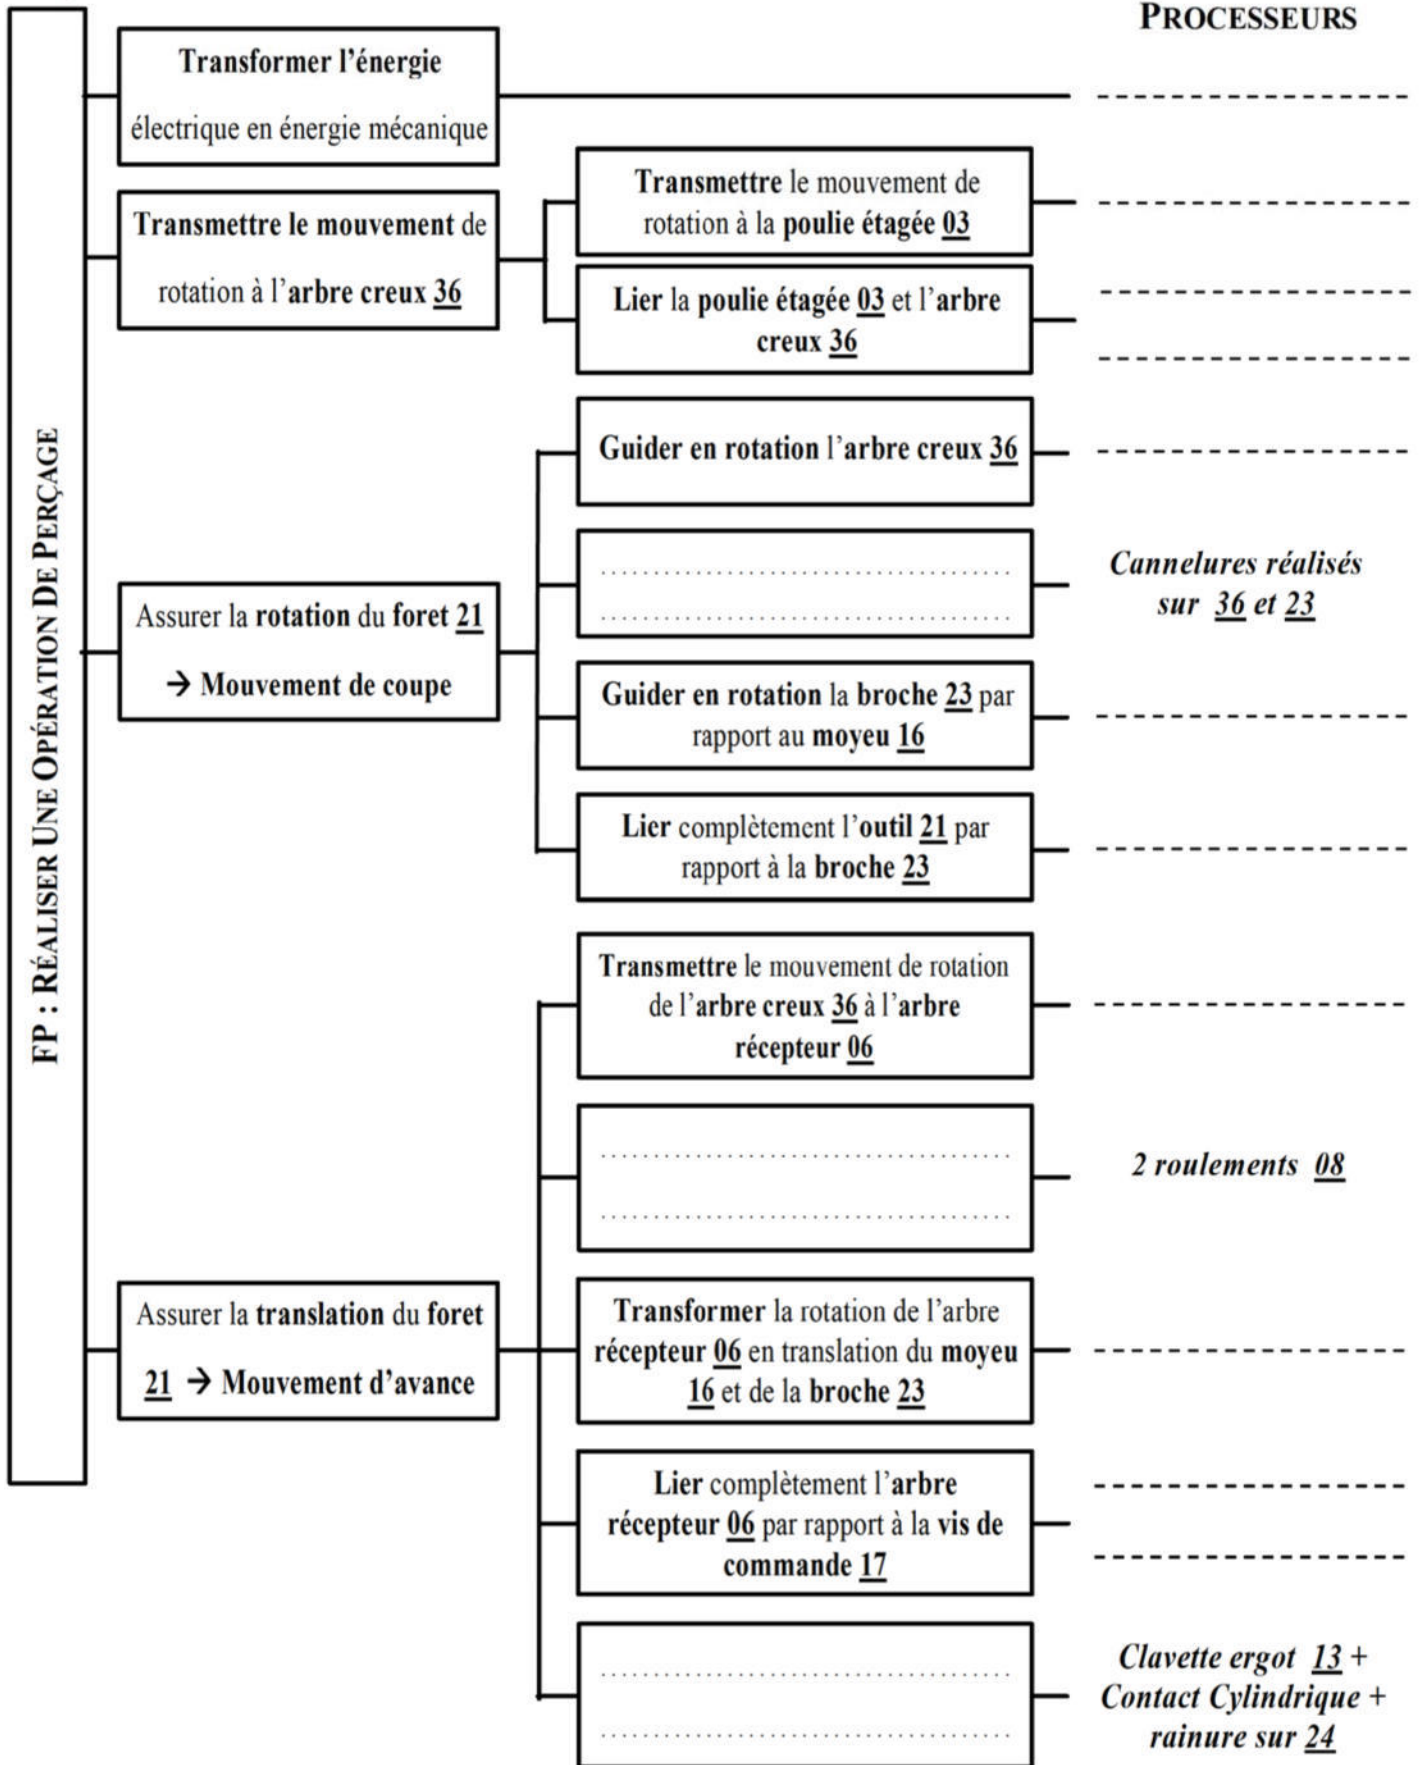 PROCESSEURS
FP : RÉALISER UNE OPÉRATION DE PERÇAGE
Transformer l'énergie
électrique en énergie mécanique
Transmettre le mouvement de
rotation à l'arbre creux 36
Transmettre le mouvement de
rotation à la poulie étagée 03
Lier la poulie étagée 03 et l'arbre
creux 36
Assurer la rotation du foret 21
→ Mouvement de coupe
Guider en rotation l'arbre creux 36
Cannelures réalisés
sur 36 et 23
Guider en rotation la broche 23 par
rapport au moyeu 16
Lier complètement l'outil 21 par
rapport à la broche 23
Assurer la translation du foret
21 → Mouvement d'avance
Transmettre le mouvement de rotation
de l'arbre creux 36 à l'arbre
récepteur 06
2 roulements 08
Transformer la rotation de l'arbre
récepteur 06 en translation du moyeu
16 et de la broche 23
Lier complètement l'arbre
récepteur 06 par rapport à la vis de
commande 17
Clavette ergot 13 +
Contact Cylindrique +
rainure sur 24